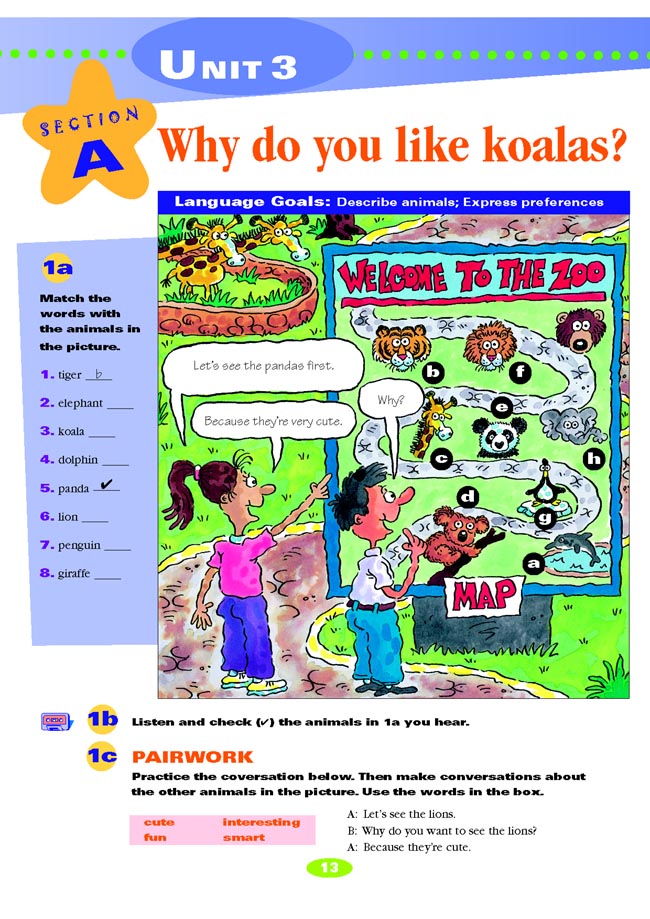 UNIT 3
SECTION
A
Why do you like koalas?
Language Goals: Describe animals; Express preferences
1a
Match the
words with
the animals in
the picture.
1. tiger __b__
2. elephant ____
3. koala ____
4. dolphin ____
5. panda __✔__
6. lion ____
7. penguin ____
8. giraffe ____
WELCOME TO THE ZOO
Let's see the pandas first.
Why?
Because they're very cute.
b
f
e
c
h
d
g
a
MAP
1b Listen and check (✔) the animals in 1a you hear.
1c PAIRWORK
Practice the coversation below. Then make conversations about
the other animals in the picture. Use the words in the box.
cute interesting
fun smart
A: Let's see the lions.
B: Why do you want to see the lions?
A: Because they're cute.
13